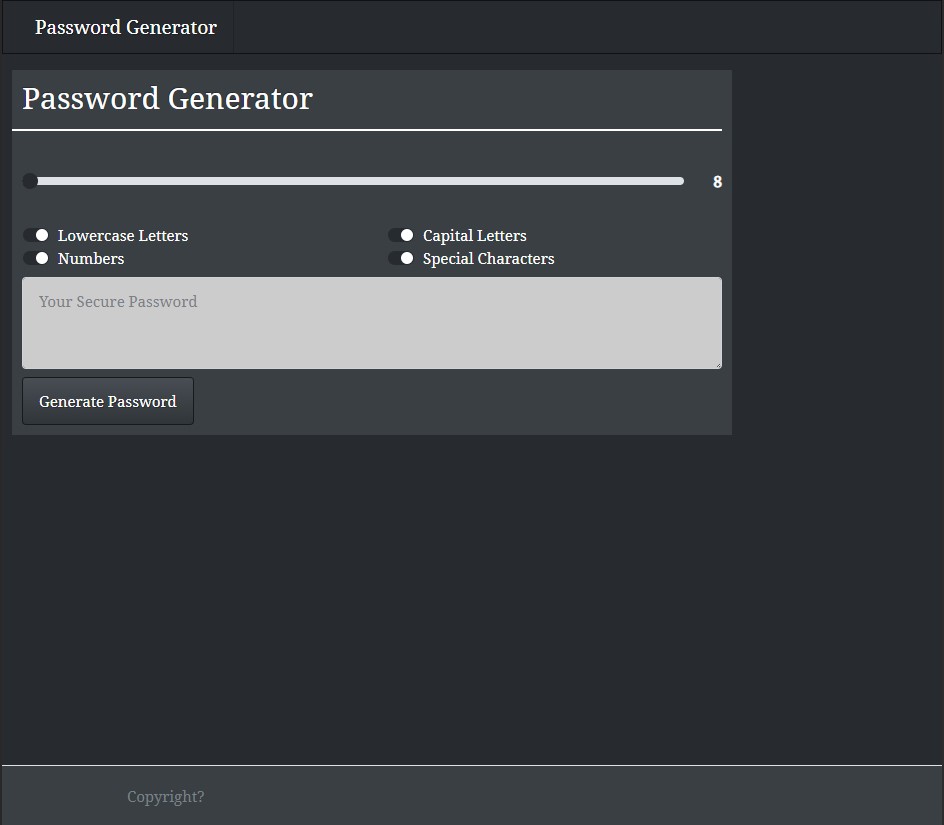 Password Generator
Password Generator
8
Lowercase Letters
Capital Letters
Numbers
Special Characters
Your Secure Password
Generate Password
Copyright?